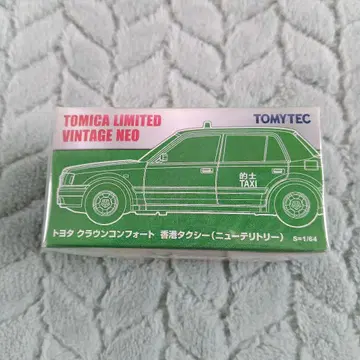 TOMICA LIMITED
VINTAGE NEO
TOMYTEC
的士
TAXI
トヨタ クラウンコンフォート 香港タクシー(ニューテリトリー) S=1/64